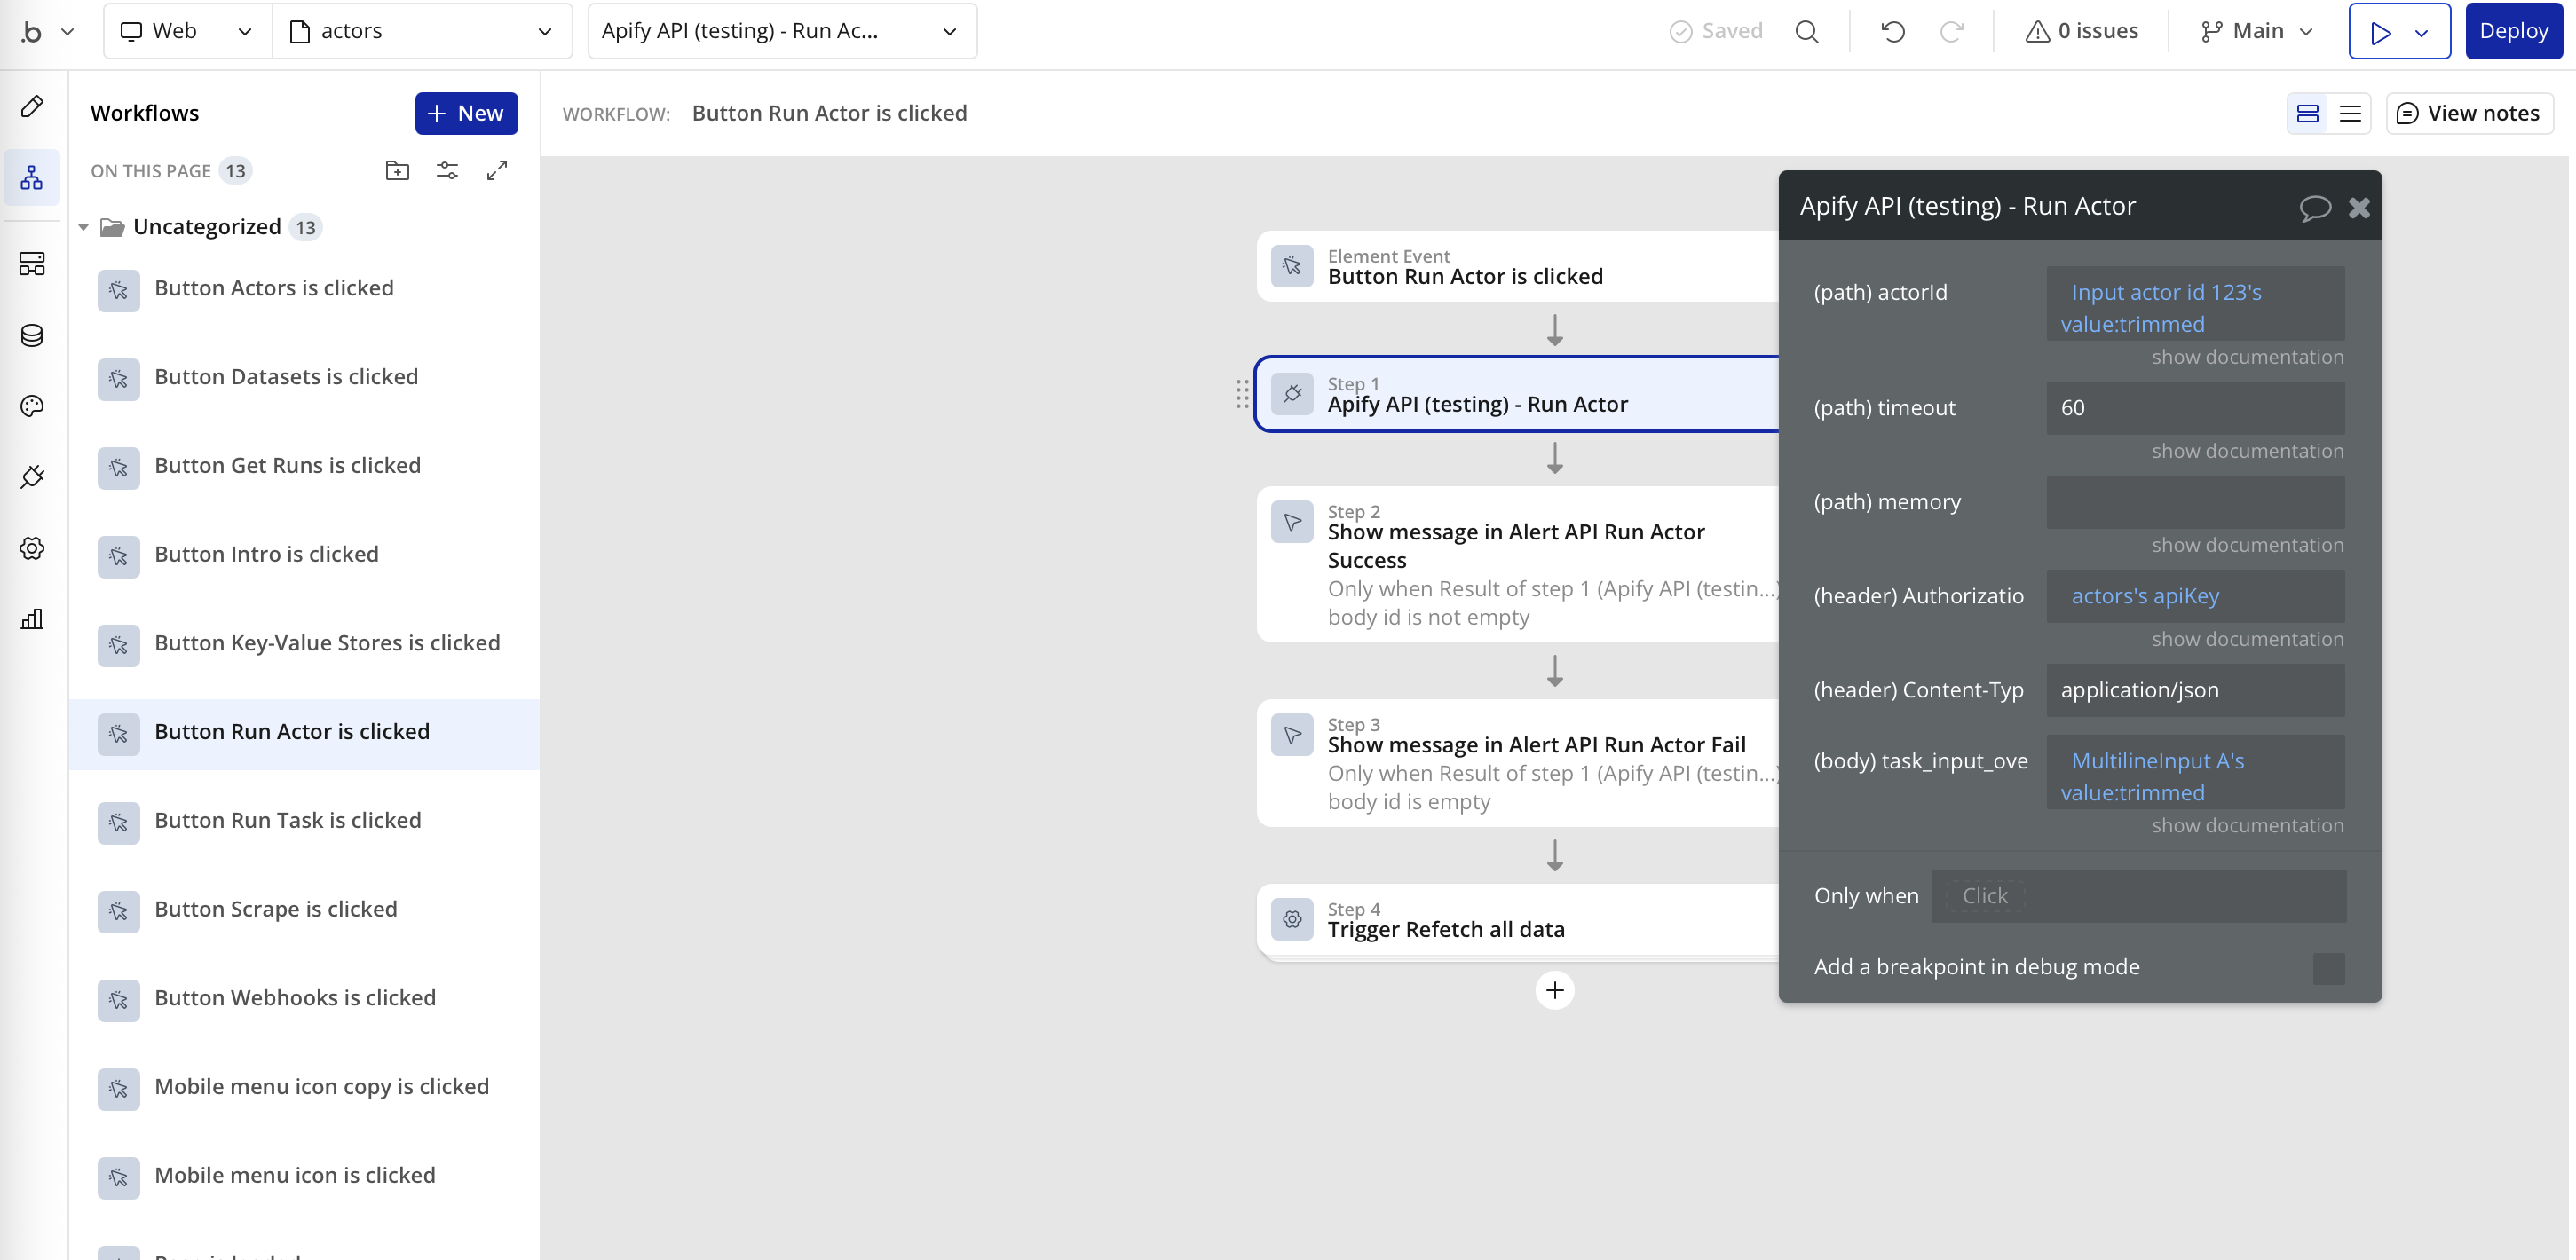 .b
Web
actors
Apify API (testing) - Run Ac...
Saved
0 issues
Main
Deploy
Workflows
New
WORKFLOW:
Button Run Actor is clicked
View notes
ON THIS PAGE
13
Uncategorized
13
Button Actors is clicked
Button Datasets is clicked
Button Get Runs is clicked
Button Intro is clicked
Button Key-Value Stores is clicked
Button Run Actor is clicked
Button Run Task is clicked
Button Scrape is clicked
Button Webhooks is clicked
Mobile menu icon copy is clicked
Mobile menu icon is clicked
Element Event
Button Run Actor is clicked
Step 1
Apify API (testing) - Run Actor
Step 2
Show message in Alert API Run Actor
Success
Only when Result of step 1 (Apify API (testin...)
body id is not empty
Step 3
Show message in Alert API Run Actor Fail
Only when Result of step 1 (Apify API (testin...)
body id is empty
Step 4
Trigger Refetch all data
Apify API (testing) - Run Actor
(path) actorId
Input actor id 123's
value:trimmed
show documentation
(path) timeout
60
show documentation
(path) memory
show documentation
(header) Authorizatio
actors's apiKey
show documentation
(header) Content-Typ
application/json
(body) task_input_ove
MultilineInput A's
value:trimmed
show documentation
Only when
Click
Add a breakpoint in debug mode